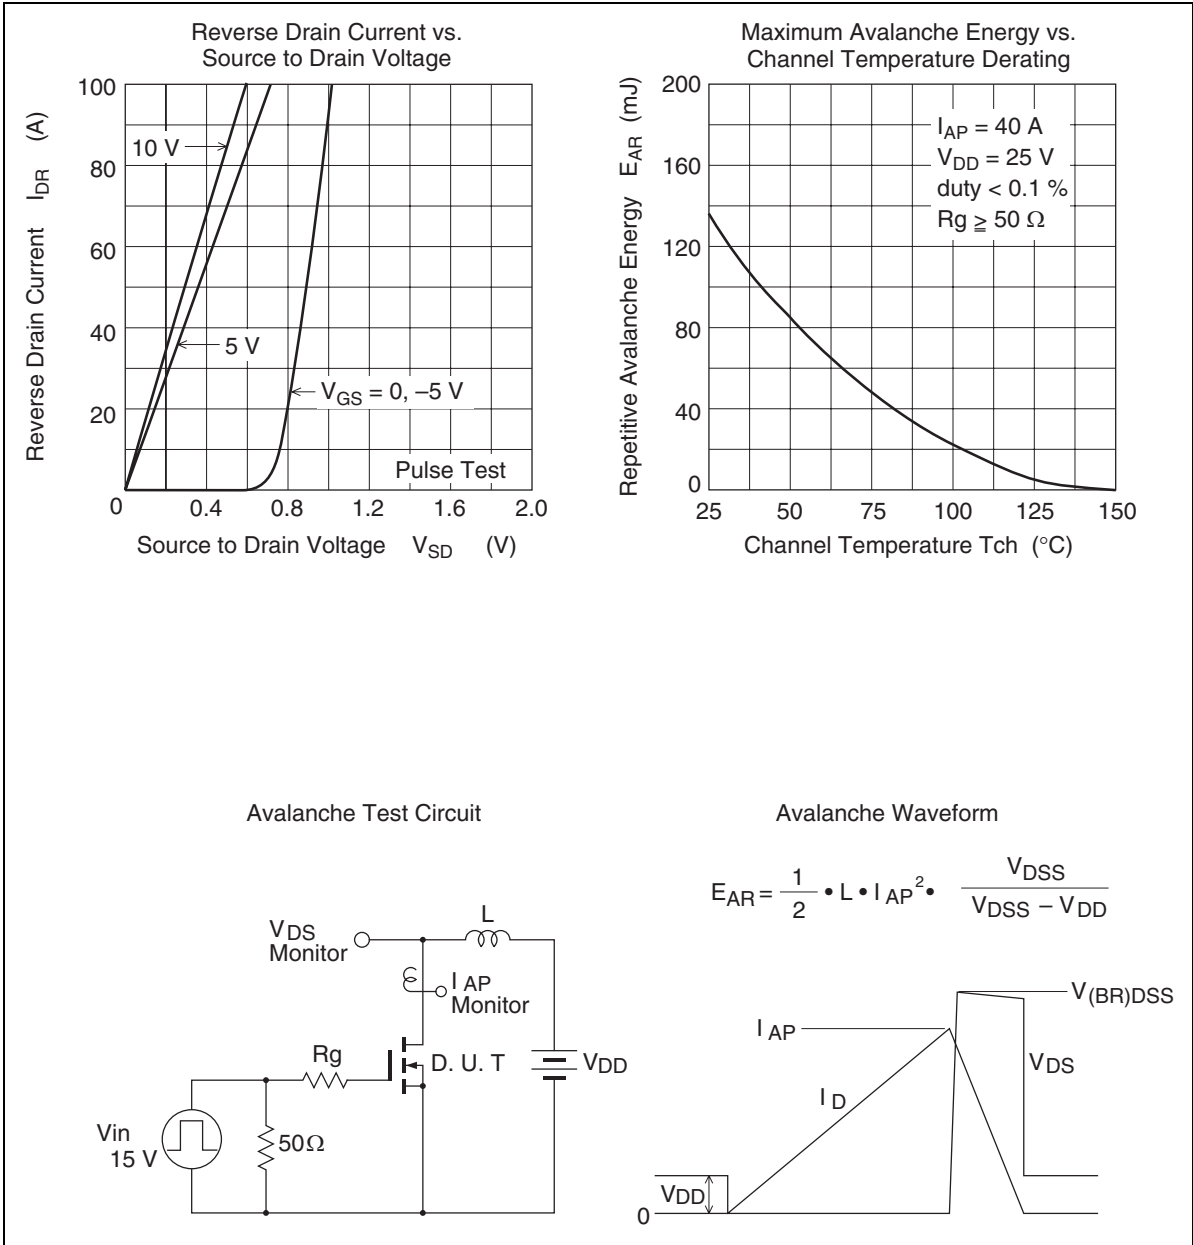 Reverse Drain Current vs.
Source to Drain Voltage
Reverse Drain Current I_DR (A)
100
80
60
40
20
0
10 V
5 V
V_GS = 0, –5 V
Pulse Test
0.4 0.8 1.2 1.6 2.0
Source to Drain Voltage V_SD (V)
Maximum Avalanche Energy vs.
Channel Temperature Derating
Repetitive Avalanche Energy E_AR (mJ)
200
160
120
80
40
0
I_AP = 40 A
V_DD = 25 V
duty < 0.1 %
Rg ≧ 50 Ω
25 50 75 100 125 150
Channel Temperature Tch (°C)
Avalanche Test Circuit
V_DS
Monitor
L
I_AP
Monitor
Rg
D. U. T
V_DD
Vin
15 V
50Ω
Avalanche Waveform
E_AR = 1/2 • L • I_AP² • V_DSS / (V_DSS – V_DD)
V_(BR)DSS
I_AP
V_DS
I_D
V_DD
0